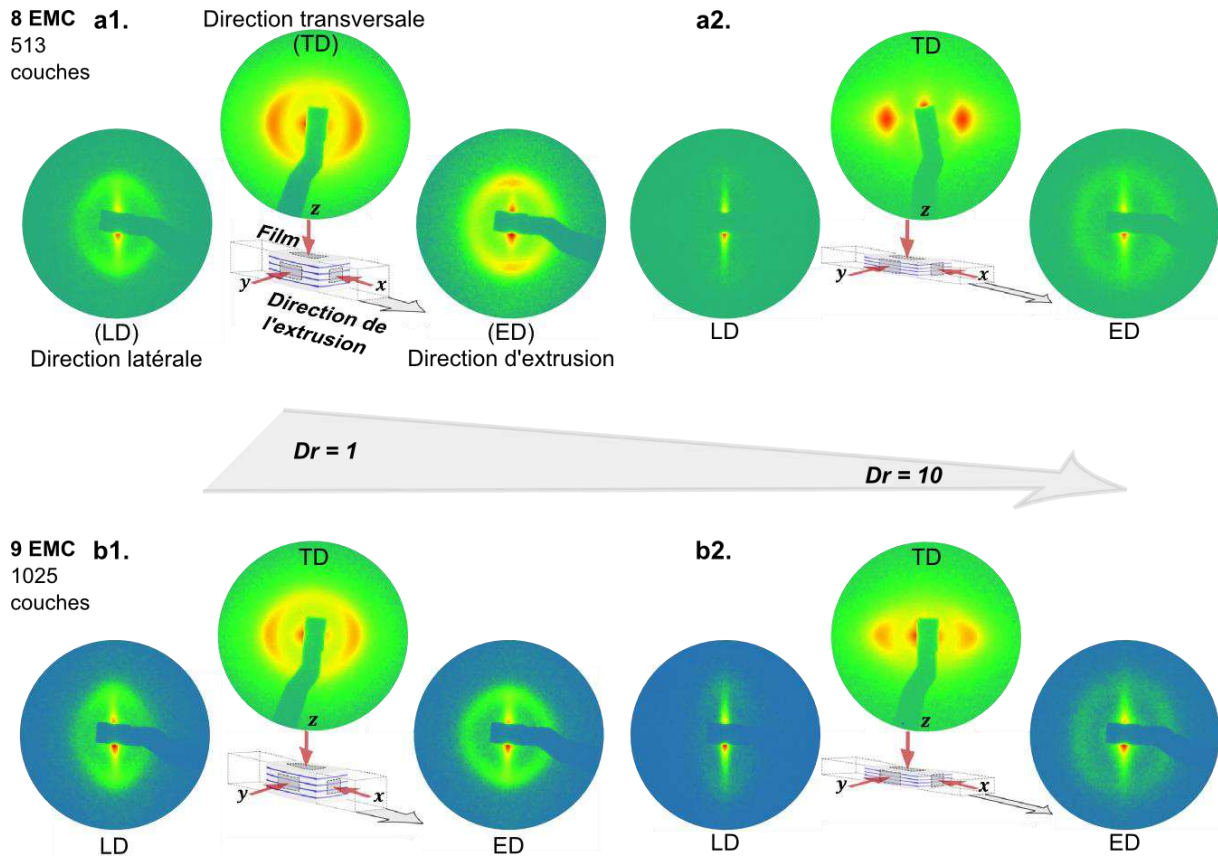 8 EMC
513
couches
a1.
Direction transversale
(TD)
z
Film
y
x
Direction de
l'extrusion
(LD)
Direction latérale
(ED)
Direction d'extrusion
a2.
TD
z
y
x
LD
ED
Dr = 1
Dr = 10
9 EMC
1025
couches
b1.
TD
z
y
x
LD
ED
b2.
TD
z
y
x
LD
ED